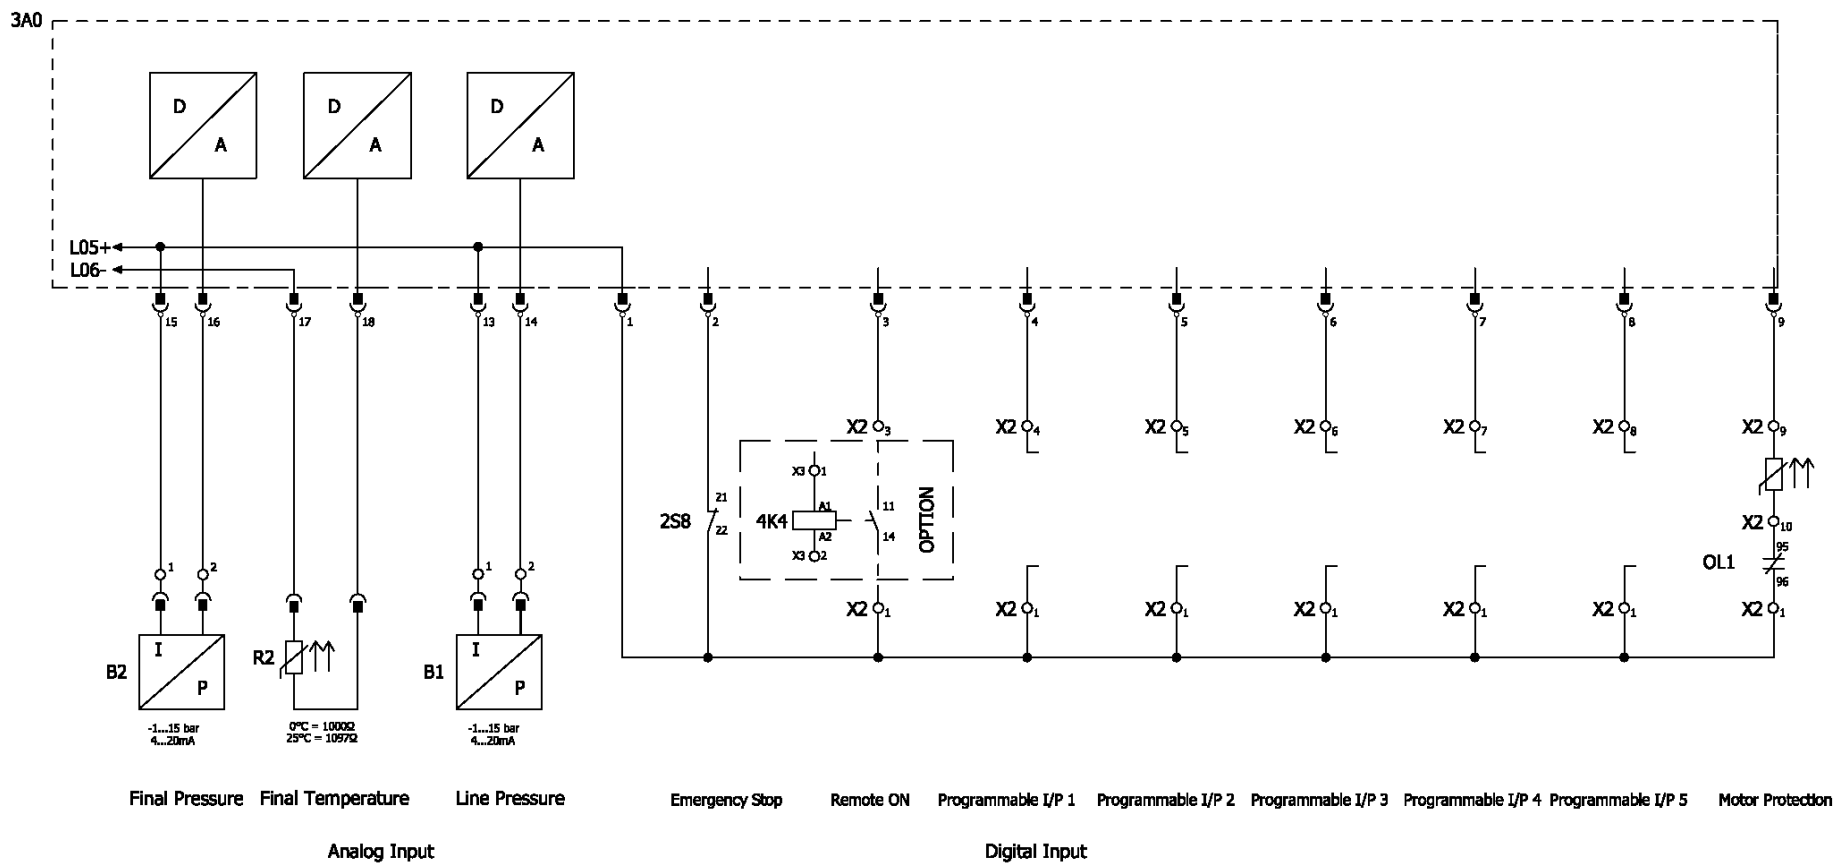 3A0
D D D
A A A
L05+
L06-
15 16 17 18 13 14 1 2 3 4 5 6 7 8 9
X2 3 X2 4 X2 5 X2 6 X2 7 X2 8 X2 9
X3 1
21 A1 11 OPTION
2S8 4K4 X2 10
22 A2 14
95
X3 2
OL1
1 2 1 2
96
X2 1 X2 1 X2 1 X2 1 X2 1 X2 1 X2 1
I I
R2
B2 B1
P P
-1...15 bar 0°C = 1000Ω -1...15 bar
4...20mA 25°C = 1097Ω 4...20mA
Final Pressure Final Temperature Line Pressure Emergency Stop Remote ON Programmable I/P 1 Programmable I/P 2 Programmable I/P 3 Programmable I/P 4 Programmable I/P 5 Motor Protection
Analog Input Digital Input